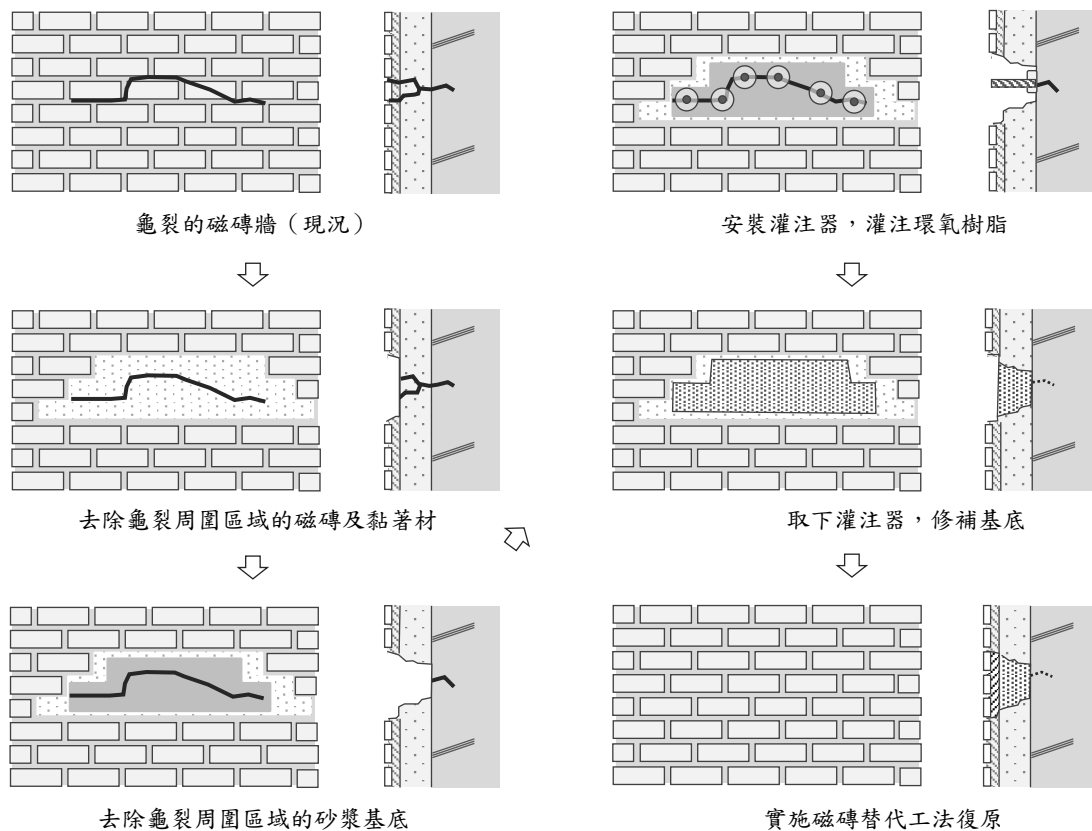 龜裂的磁磚牆（現況）
去除龜裂周圍區域的磁磚及黏著材
去除龜裂周圍區域的砂漿基底
安裝灌注器，灌注環氧樹脂
取下灌注器，修補基底
實施磁磚替代工法復原